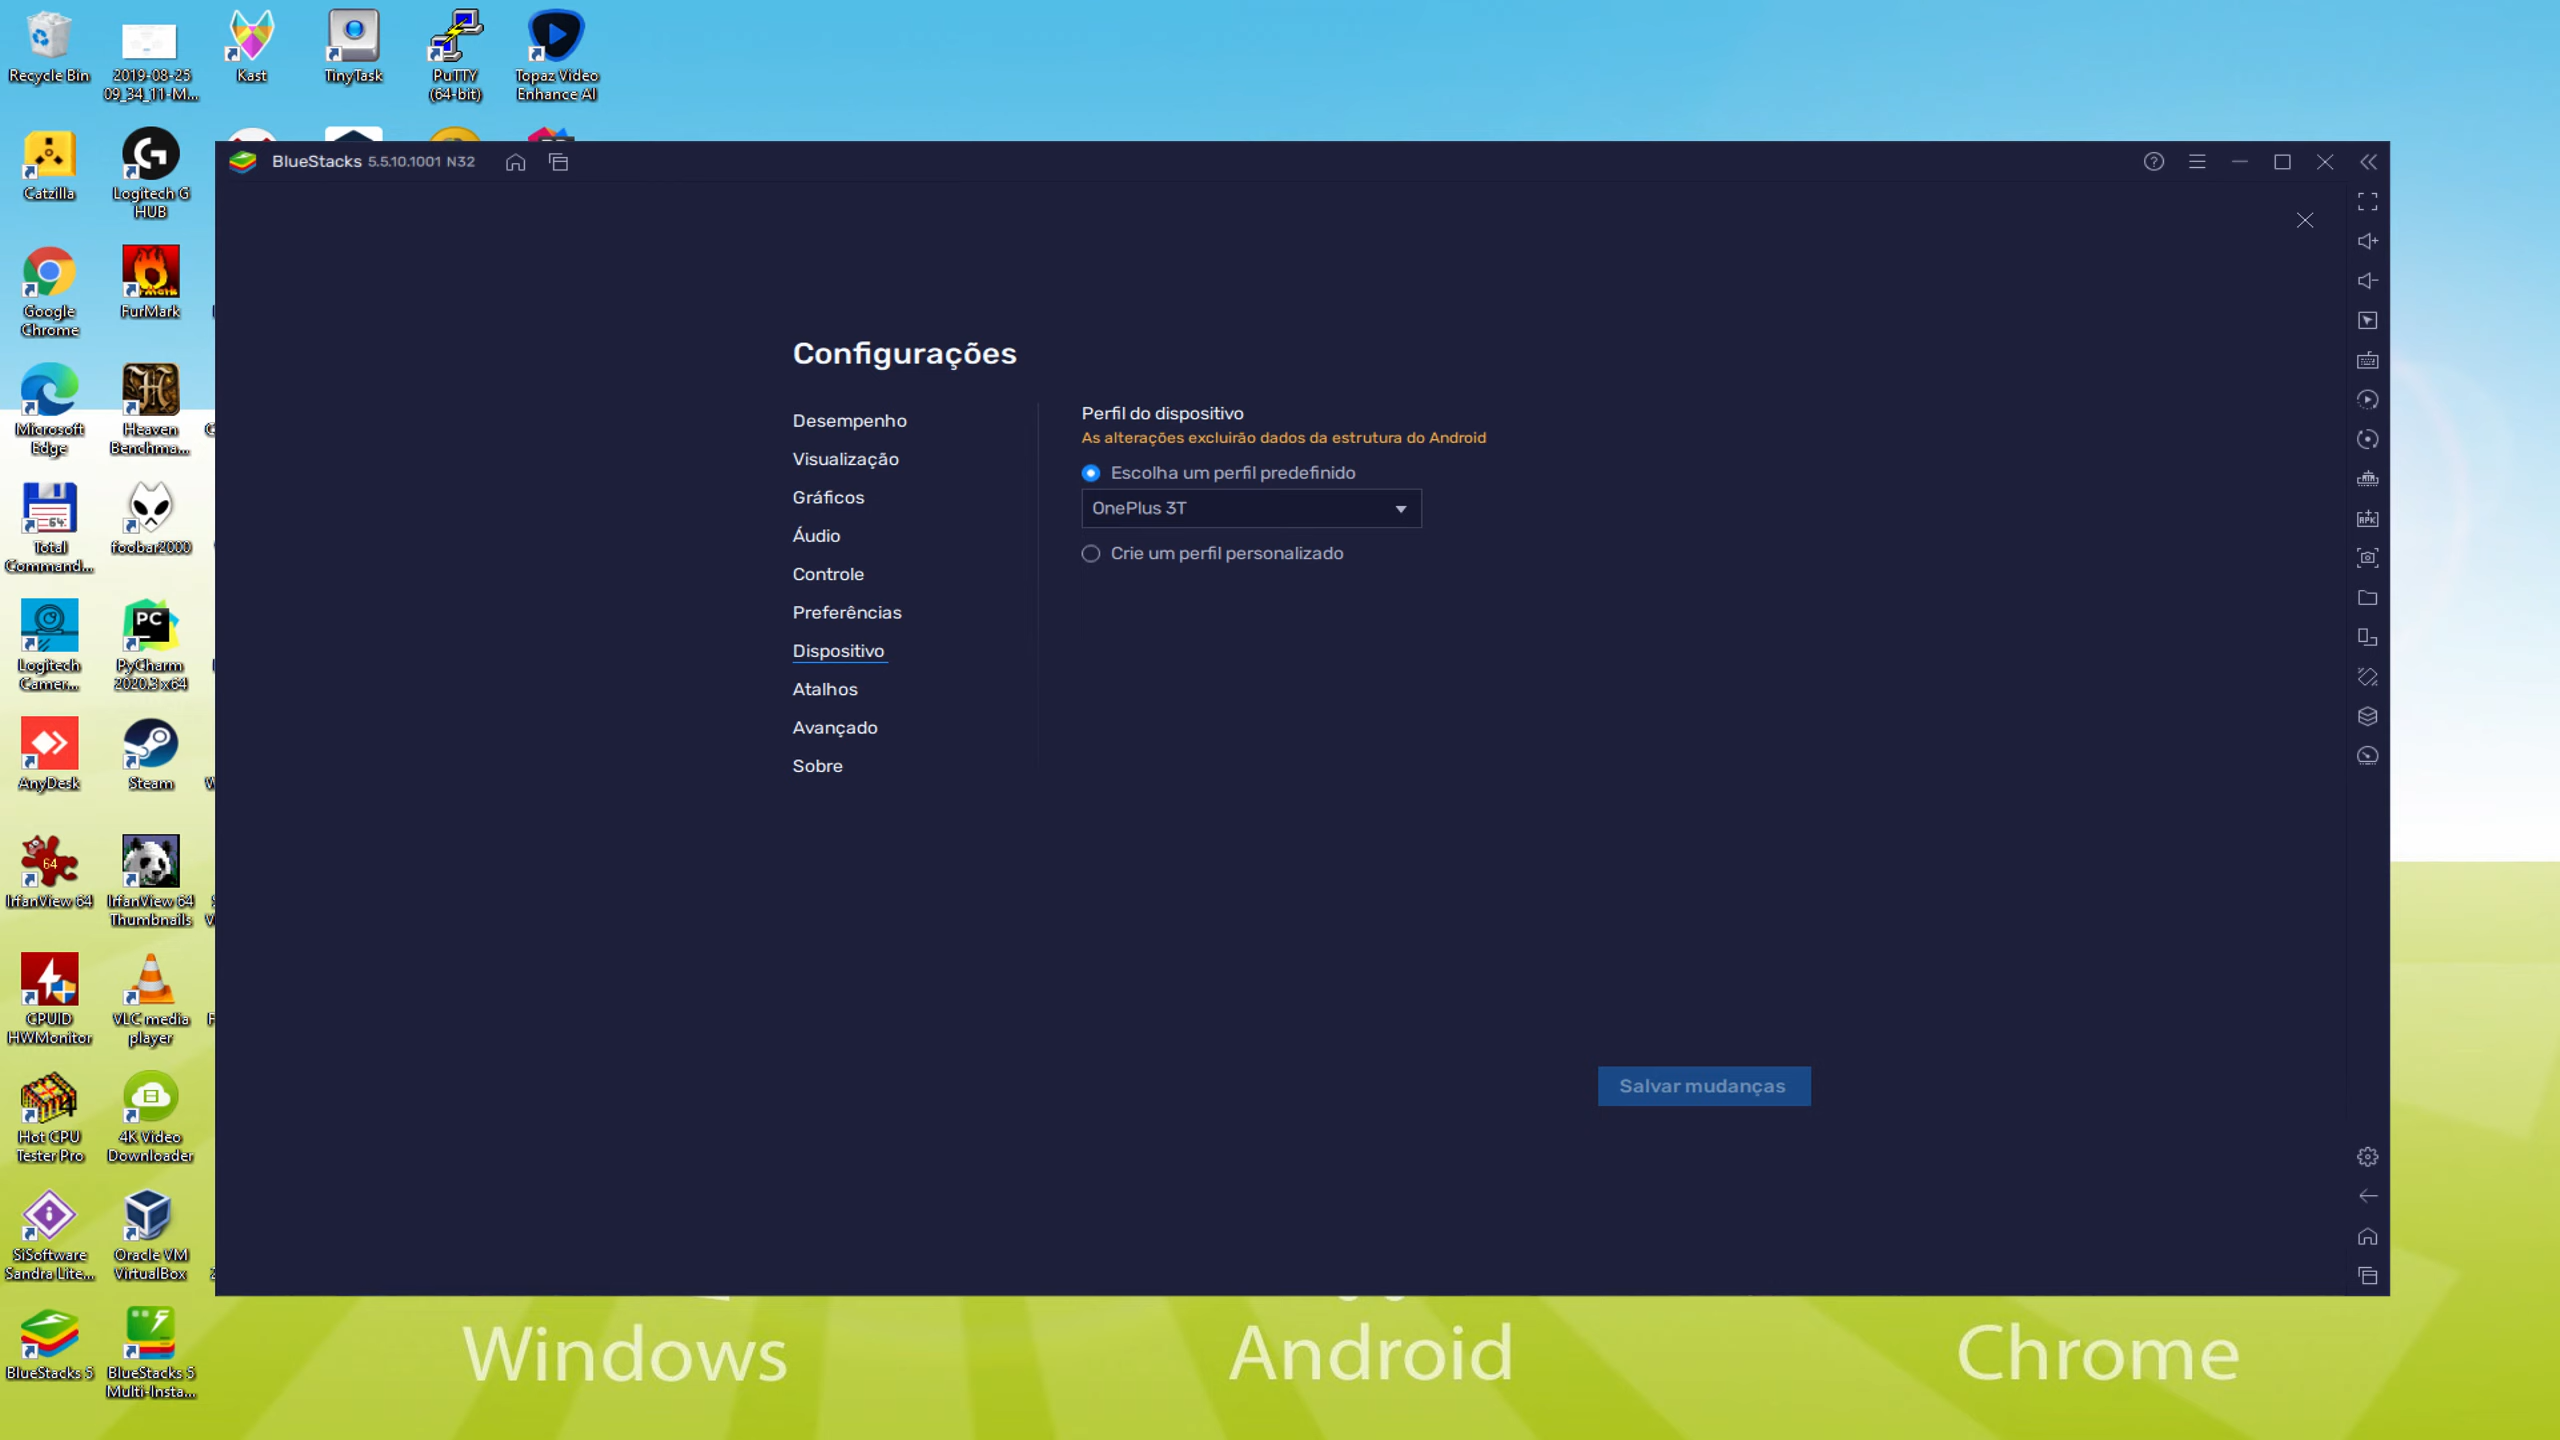 Recycle Bin
2019-08-25
09_34_11-M...
Kast
TinyTask
PuTTY
(64-bit)
Topaz Video
Enhance AI
Catzilla
Logitech G
HUB
Google
Chrome
FurMark
Microsoft
Edge
Heaven
Benchma...
Total
Command...
foobar2000
Logitech
Camer...
PyCharm
2020.3 x64
AnyDesk
Steam
IrfanView 64
IrfanView 64
Thumbnails
CPUID
HWMonitor
VLC media
player
Hot CPU
Tester Pro
4K Video
Downloader
SiSoftware
Sandra Lite...
Oracle VM
VirtualBox
BlueStacks 5
BlueStacks 5
Multi-Insta...
BlueStacks 5.5.10.1001 N32
Configurações
Desempenho
Visualização
Gráficos
Áudio
Controle
Preferências
Dispositivo
Atalhos
Avançado
Sobre
Perfil do dispositivo
As alterações excluirão dados da estrutura do Android
Escolha um perfil predefinido
OnePlus 3T
Crie um perfil personalizado
Salvar mudanças
Windows
Android
Chrome